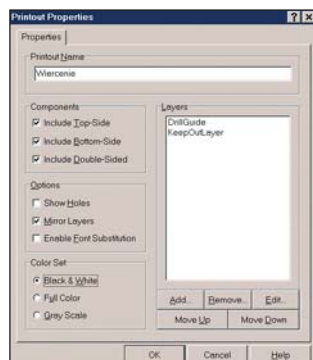 Printout Properties
Properties
Printout Name
Wiercenie
Components
Include Top-Side
Include Bottom-Side
Include Double-Sided
Options
Show Holes
Mirror Layers
Enable Font Substitution
Color Set
Black & White
Full Color
Gray Scale
Layers
DrillGuide
KeepOutLayer
Add...
Remove...
Edit...
Move Up
Move Down
OK
Cancel
Help